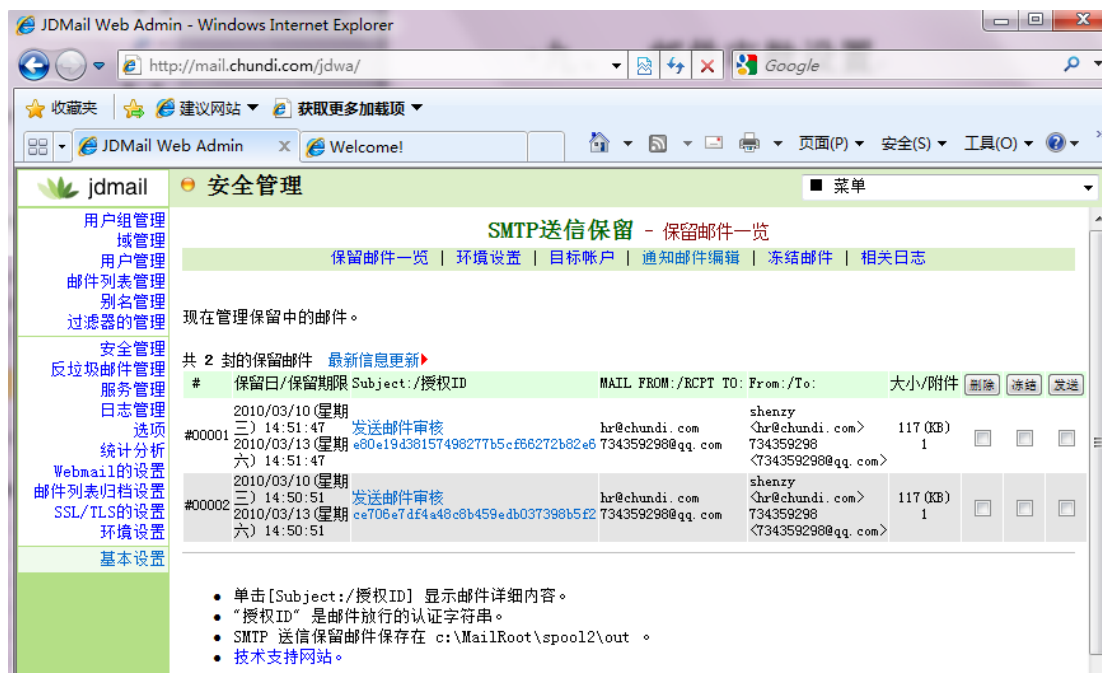 JDMail Web Admin - Windows Internet Explorer
http://mail.chundi.com/jdwa/
Google
收藏夹 建议网站 获取更多加载项
JDMail Web Admin x Welcome! 页面(P) 安全(S) 工具(O)
jdmail 安全管理 ■ 菜单
用户组管理
域管理
用户管理
邮件列表管理
别名管理
过滤器的管理
安全管理
反垃圾邮件管理
服务管理
日志管理
选项
统计分析
Webmail的设置
邮件列表归档设置
SSL/TLS的设置
环境设置
基本设置
SMTP送信保留 - 保留邮件一览
保留邮件一览 | 环境设置 | 目标帐户 | 通知邮件编辑 | 冻结邮件 | 相关日志
现在管理保留中的邮件。
共 2 封的保留邮件 最新信息更新
# 保留日/保留期限 Subject:/授权ID MAIL FROM:/RCPT TO: From:/To: 大小/附件 删除 冻结 发送
#00001
2010/03/10(星期
三) 14:51:47
2010/03/13(星期
六) 14:51:47
发送邮件审核
e80e19d38157498277b5cf66272b82e6
hr@chundi.com
734359298@qq.com
shenzy
<hr@chundi.com>
734359298
<734359298@qq.com>
117(KB)
1
#00002
2010/03/10(星期
三) 14:50:51
2010/03/13(星期
六) 14:50:51
发送邮件审核
ce706e7df4a48c8b459edb037398b5f2
hr@chundi.com
734359298@qq.com
shenzy
<hr@chundi.com>
734359298
<734359298@qq.com>
117(KB)
1
● 单击[Subject:/授权ID] 显示邮件详细内容。
● “授权ID” 是邮件放行的认证字符串。
● SMTP 送信保留邮件保存在 c:\MailRoot\spool2\out 。
● 技术支持网站。